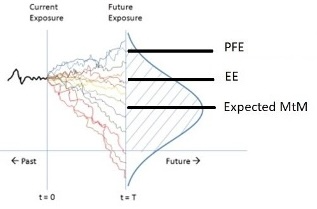 Current
Exposure
Future
Exposure
PFE
EE
Expected MtM
← Past
Future →
t = 0
t = T